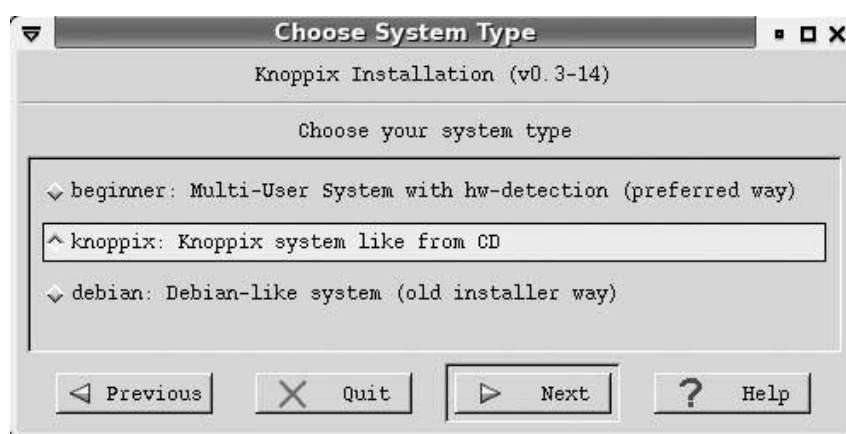 Choose System Type
Knoppix Installation (v0.3-14)
Choose your system type
beginner: Multi-User System with hw-detection (preferred way)
knoppix: Knoppix system like from CD
debian: Debian-like system (old installer way)
Previous Quit Next Help